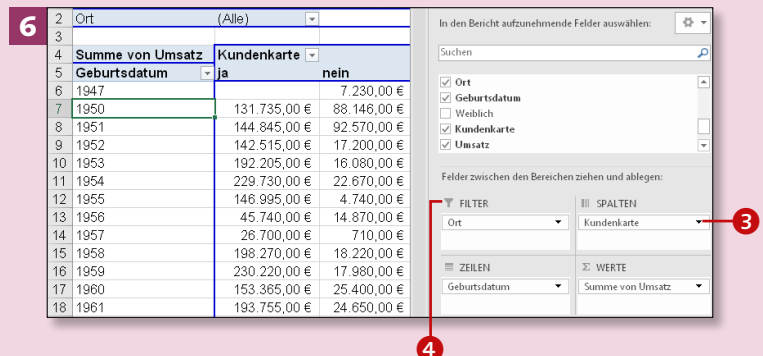 6
2 Ort (Alle)
3
4 Summe von Umsatz Kundenkarte
5 Geburtsdatum ja nein
6 1947 7.230,00 €
7 1950 131.735,00 € 88.146,00 €
8 1951 144.845,00 € 92.570,00 €
9 1952 142.515,00 € 17.200,00 €
10 1953 192.205,00 € 16.080,00 €
11 1954 229.730,00 € 22.670,00 €
12 1955 146.995,00 € 4.740,00 €
13 1956 45.740,00 € 14.870,00 €
14 1957 26.700,00 € 710,00 €
15 1958 198.270,00 € 18.220,00 €
16 1959 230.220,00 € 17.980,00 €
17 1960 153.365,00 € 25.400,00 €
18 1961 193.755,00 € 24.650,00 €
In den Bericht aufzunehmende Felder auswählen:
Suchen
Ort
Geburtsdatum
Weiblich
Kundenkarte
Umsatz
Felder zwischen den Bereichen ziehen und ablegen:
FILTER
Ort
SPALTEN
Kundenkarte
3
ZEILEN
Geburtsdatum
WERTE
Summe von Umsatz
4